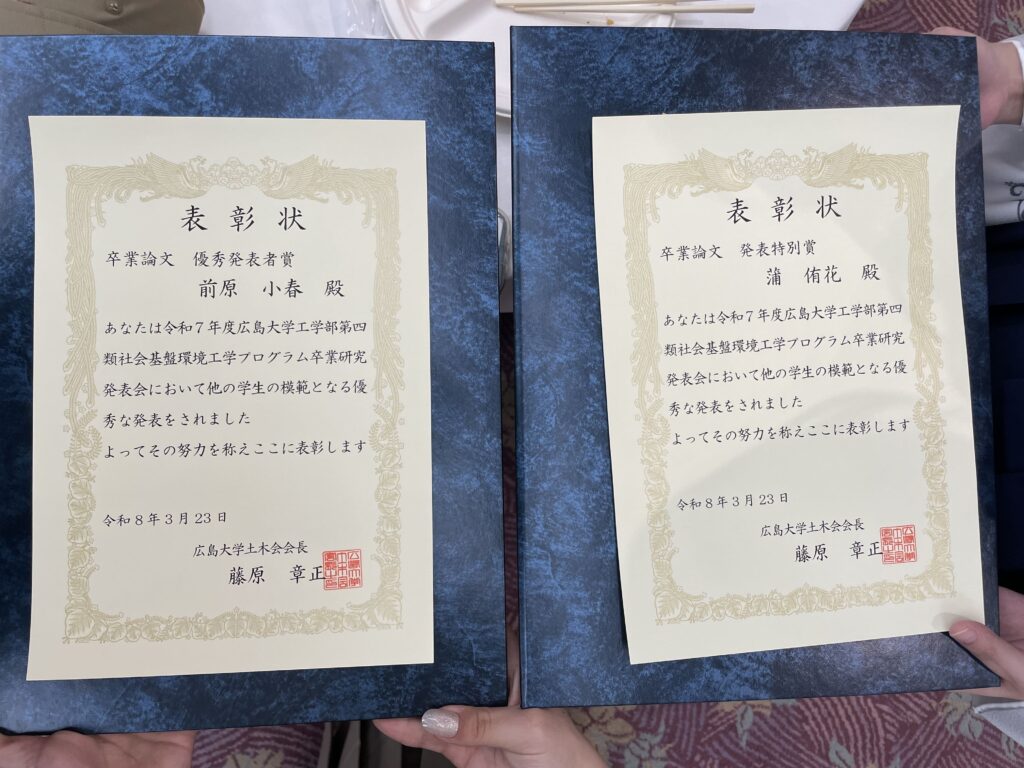 表彰状
卒業論文 優秀発表者賞
前原 小春 殿
あなたは令和7年度広島大学工学部第四
類社会基盤環境工学プログラム卒業研究
発表会において他の学生の模範となる優
秀な発表をされました
よってその努力を称えここに表彰します
令和8年3月23日
広島大学土木会会長
藤原 章正
表彰状
卒業論文 発表特別賞
蒲 侑花 殿
あなたは令和7年度広島大学工学部第四
類社会基盤環境工学プログラム卒業研究
発表会において他の学生の模範となる優
秀な発表をされました
よってその努力を称えここに表彰します
令和8年3月23日
広島大学土木会会長
藤原 章正